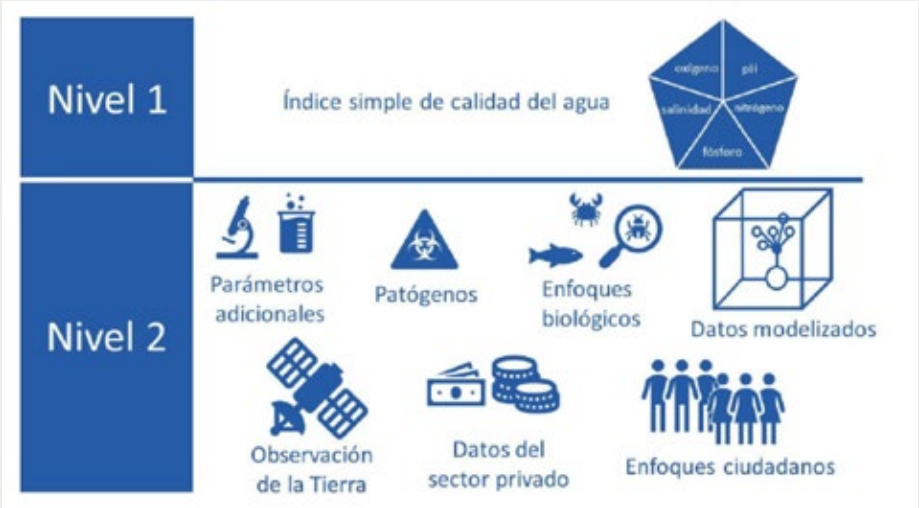 Nivel 1
Índice simple de calidad del agua
oxígeno
pH
salinidad
nitrógeno
fósforo
Nivel 2
Parámetros
adicionales
Patógenos
Enfoques
biológicos
Datos modelizados
Observación
de la Tierra
Datos del
sector privado
Enfoques ciudadanos